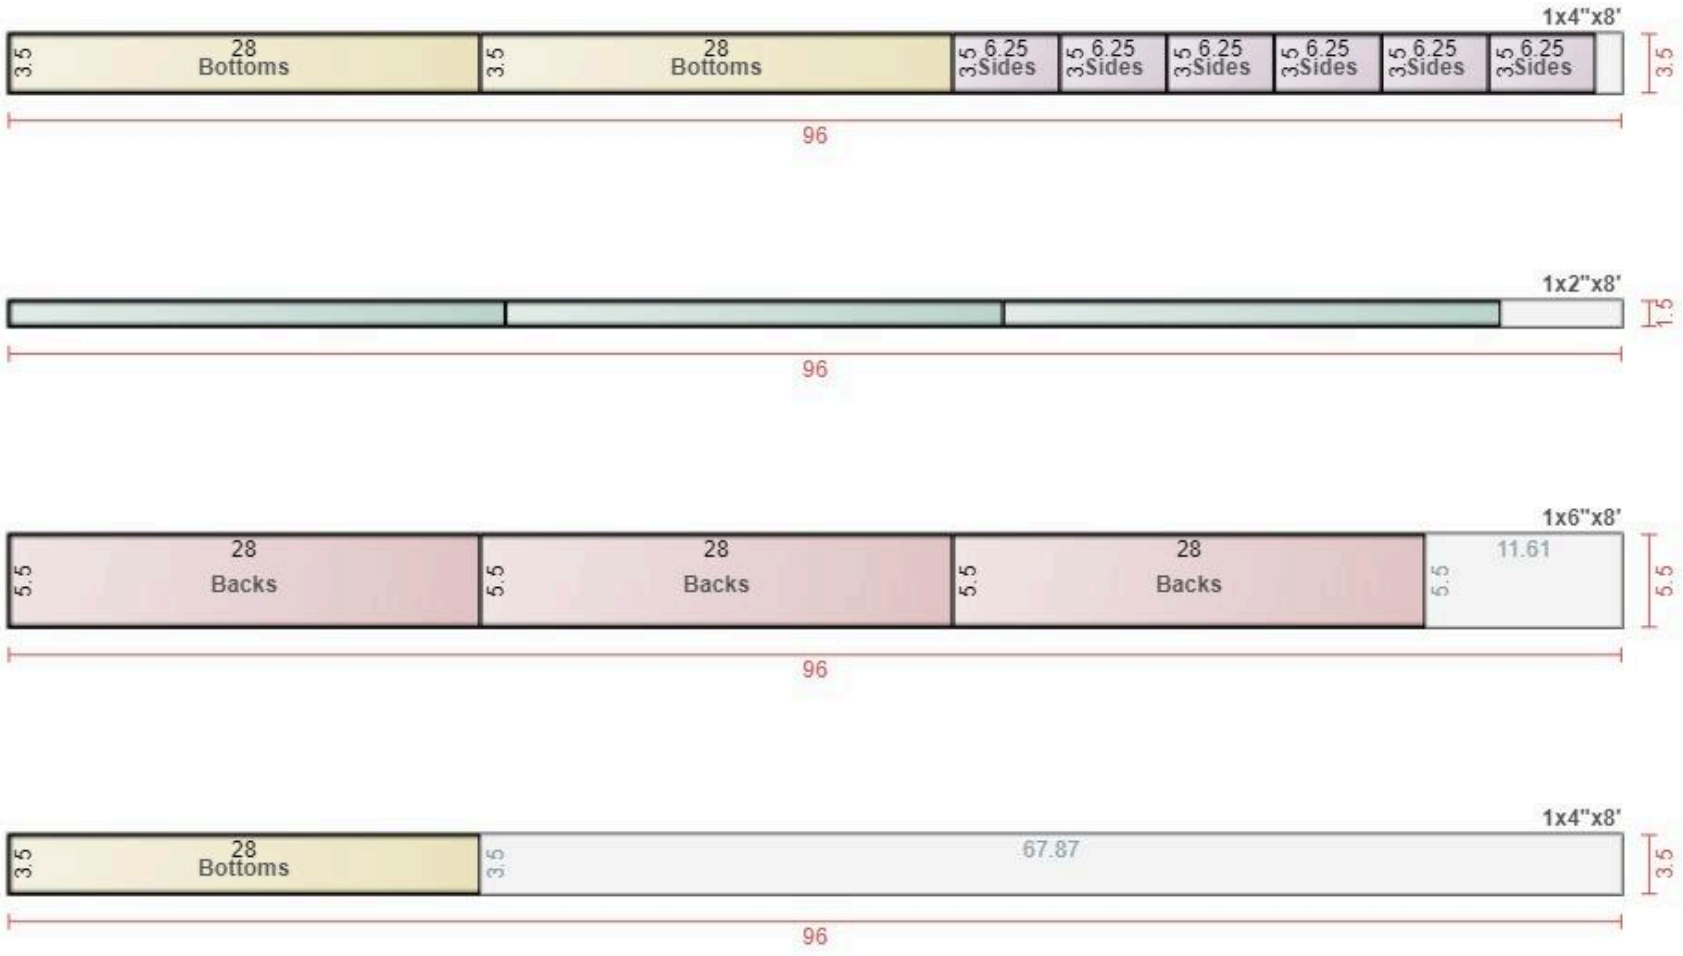 1x4"x8'
28 28 6.25 6.25 6.25 6.25 6.25 6.25
3.5 Bottoms 3.5 Bottoms 3.5 Sides 3.5 Sides 3.5 Sides 3.5 Sides 3.5 Sides 3.5 Sides 3.5
96
1x2"x8'
1.5
96
1x6"x8'
28 28 28 11.61
5.5 Backs 5.5 Backs 5.5 Backs 5.5 5.5
96
1x4"x8'
28 67.87
3.5 Bottoms 3.5 3.5
96